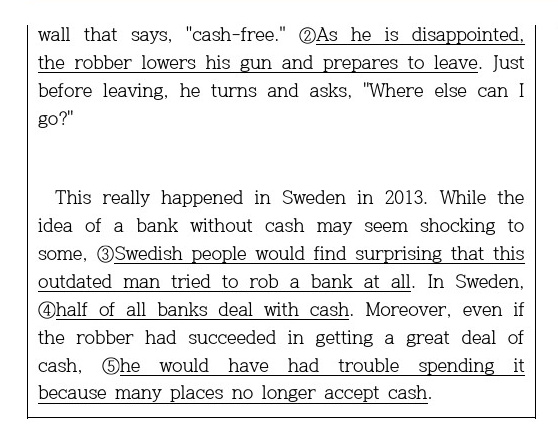 wall that says, "cash-free." ②As he is disappointed,
the robber lowers his gun and prepares to leave. Just
before leaving, he turns and asks, "Where else can I
go?"
This really happened in Sweden in 2013. While the
idea of a bank without cash may seem shocking to
some, ③Swedish people would find surprising that this
outdated man tried to rob a bank at all. In Sweden,
④half of all banks deal with cash. Moreover, even if
the robber had succeeded in getting a great deal of
cash, ⑤he would have had trouble spending it
because many places no longer accept cash.